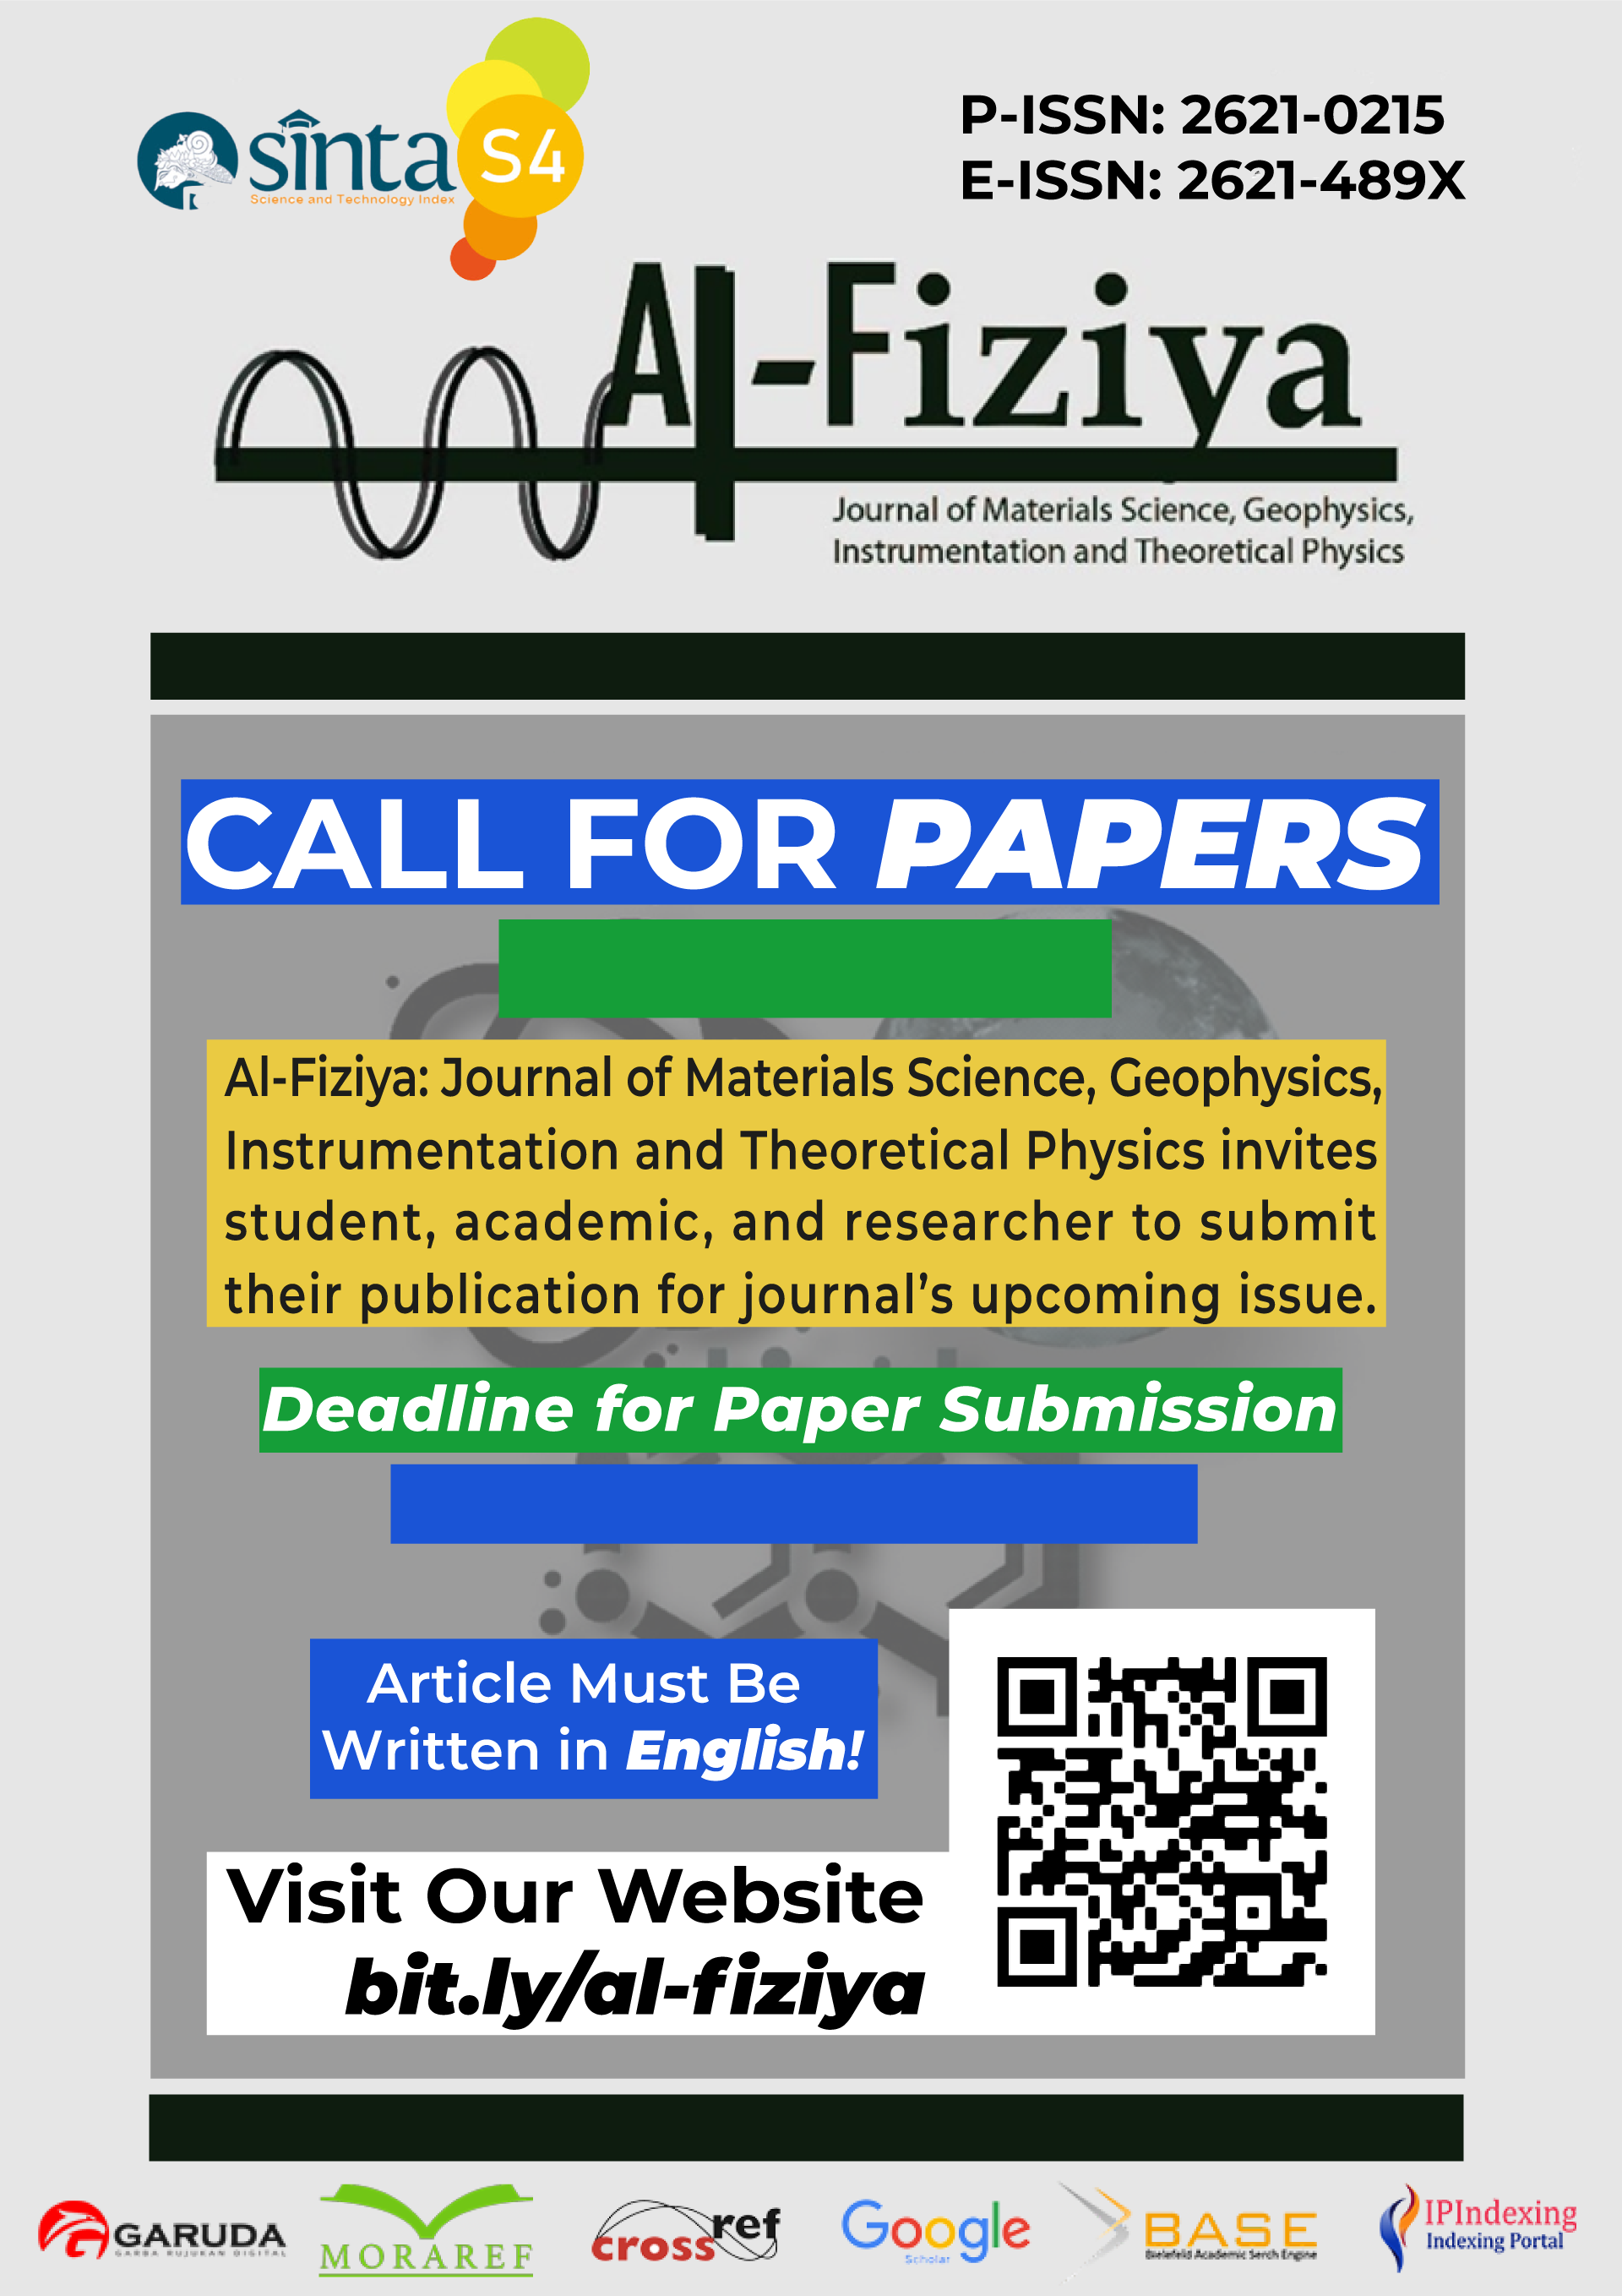 sinta
Science and Technology Index
S4
P-ISSN: 2621-0215
E-ISSN: 2621-489X
Al-Fiziya
Journal of Materials Science, Geophysics,
Instrumentation and Theoretical Physics
CALL FOR PAPERS
Al-Fiziya: Journal of Materials Science, Geophysics,
Instrumentation and Theoretical Physics invites
student, academic, and researcher to submit
their publication for journal’s upcoming issue.
Deadline for Paper Submission
Article Must Be
Written in English!
Visit Our Website
bit.ly/al-fiziya
GARUDA
GARBA RUJUKAN DIGITAL
MORAREF
crossref
Google
Scholar
BASE
Bielefeld Academic Serch Engine
IPIndexing
Indexing Portal